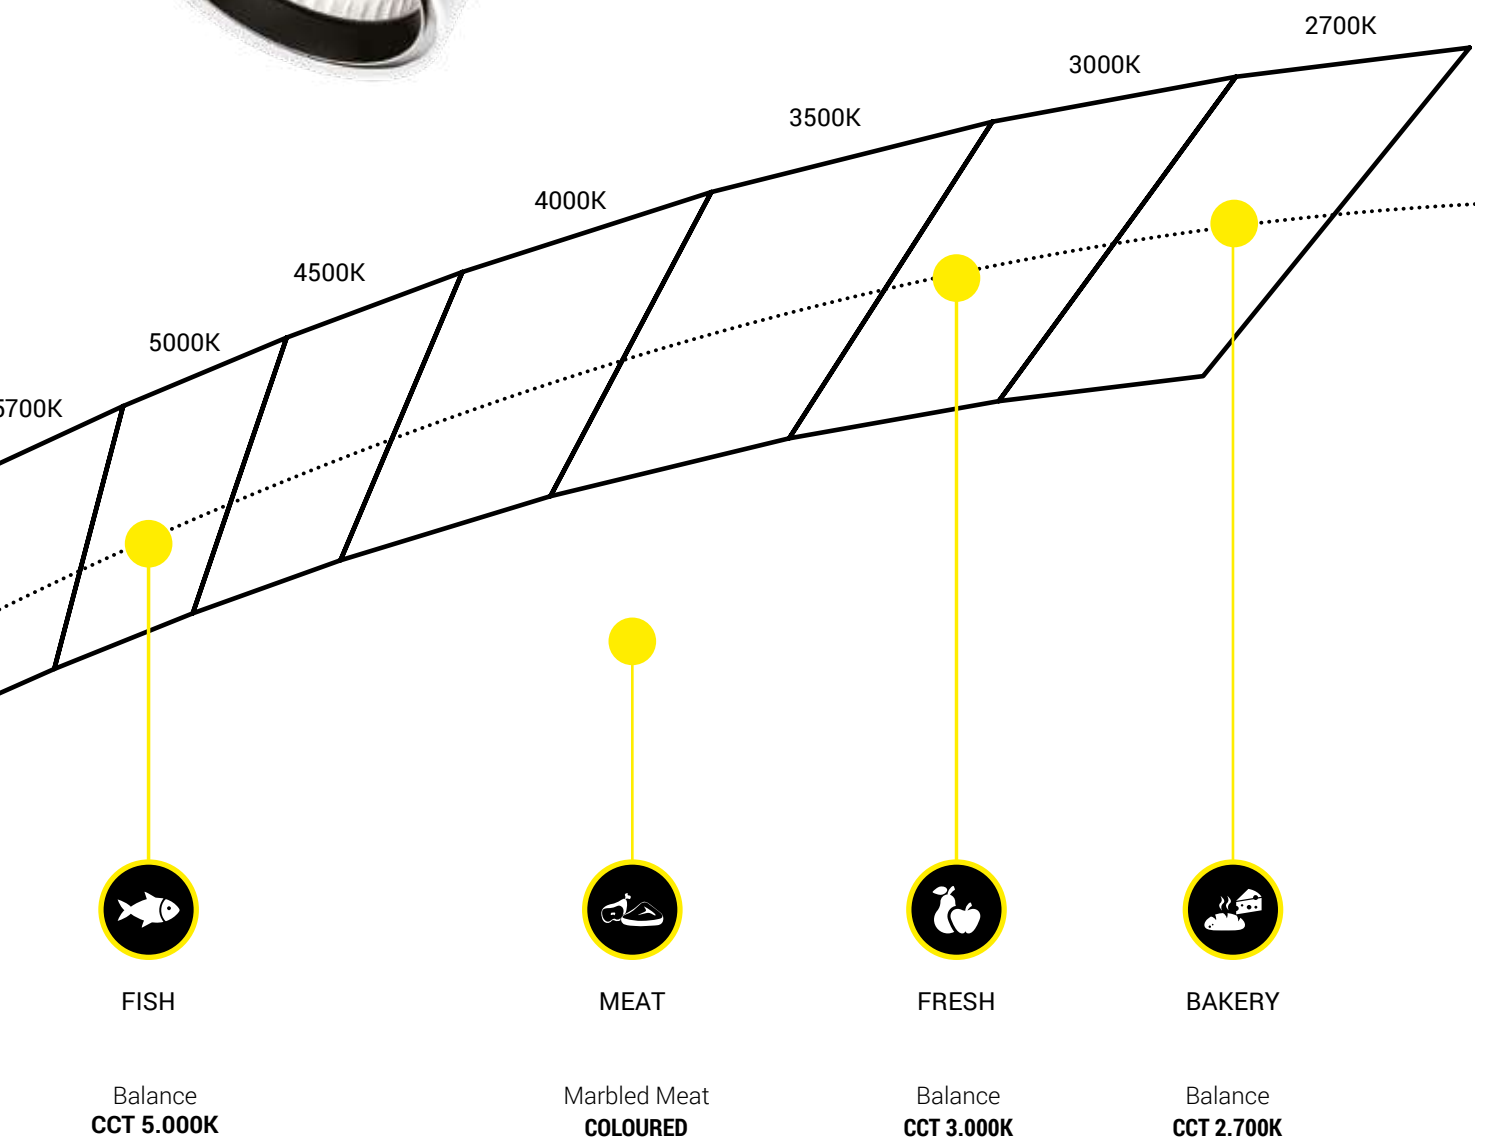 2700K
3000K
3500K
4000K
4500K
5000K
5700K
FISH
MEAT
FRESH
BAKERY
Balance
CCT 5.000K
Marbled Meat
COLOURED
Balance
CCT 3.000K
Balance
CCT 2.700K